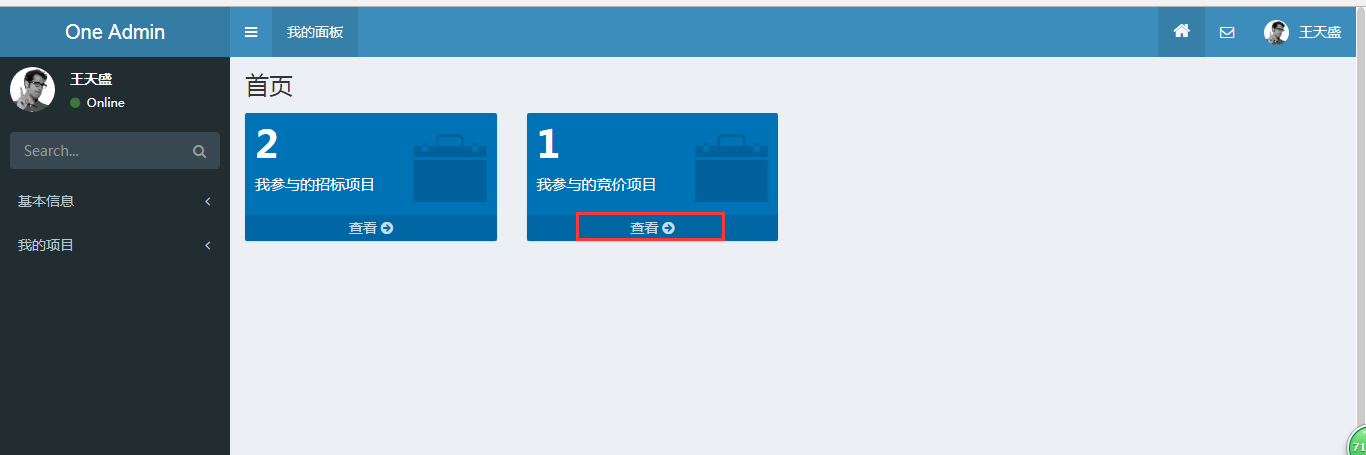 One Admin
我的面板
王天盛
王天盛
Online
Search...
基本信息
我的项目
首页
2
我参与的招标项目
查看
1
我参与的竞价项目
查看
71